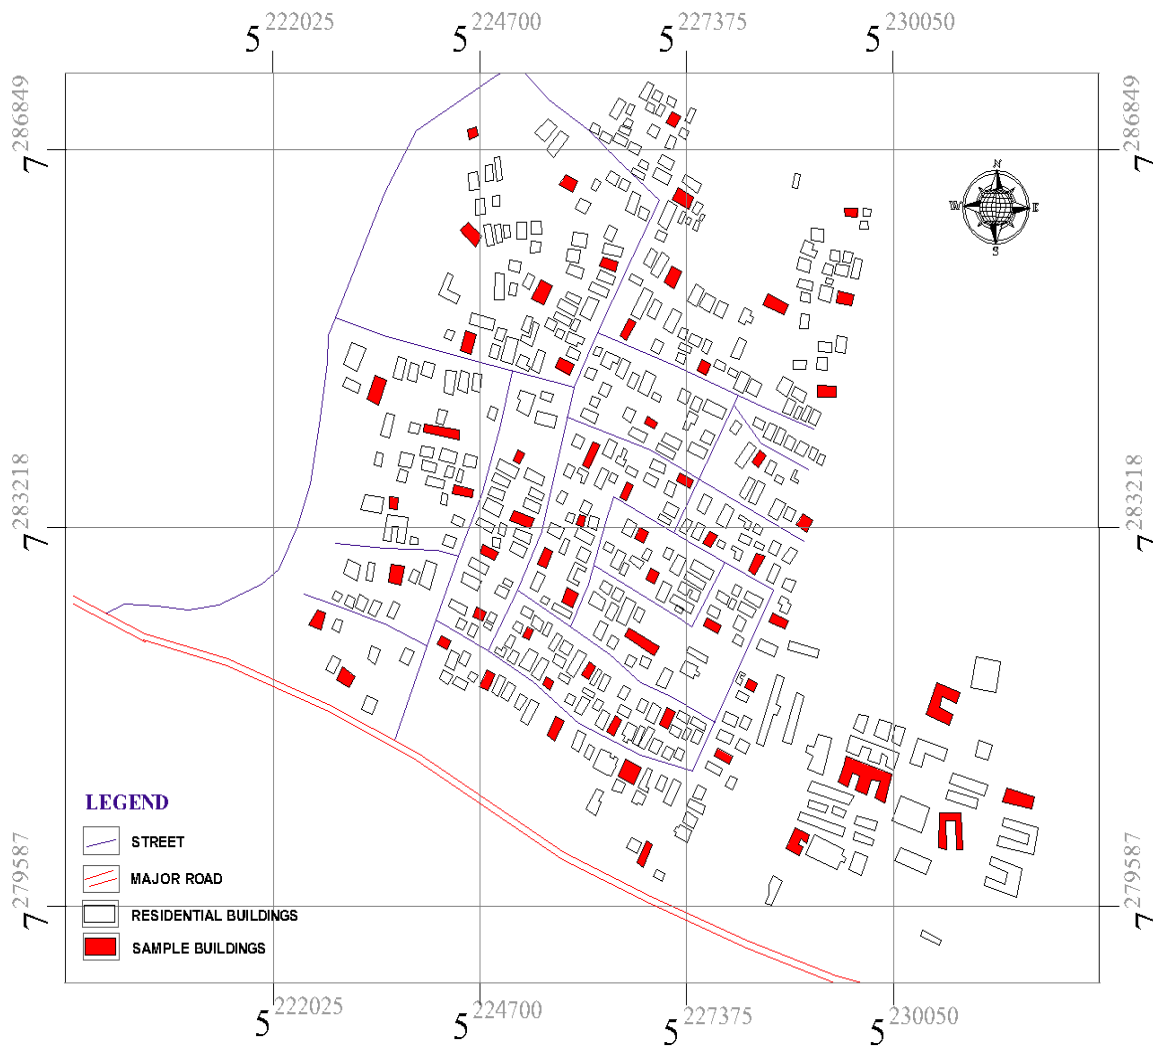 5 222025 5 224700 5 227375 5 230050
7 286849
7 286849
N
W E
S
7 283218
7 283218
LEGEND
STREET
MAJOR ROAD
RESIDENTIAL BUILDINGS
SAMPLE BUILDINGS
7 279587
7 279587
5 222025 5 224700 5 227375 5 230050